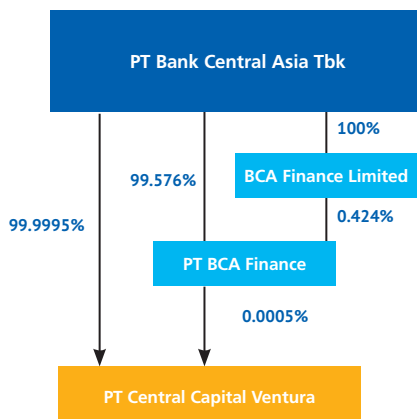 PT Bank Central Asia Tbk
100%
99.576%
BCA Finance Limited
99.9995%
0.424%
PT BCA Finance
0.0005%
PT Central Capital Ventura